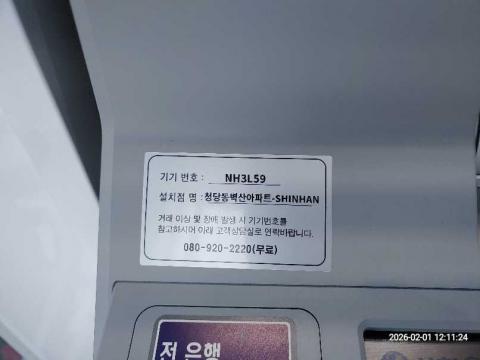 기기 번호 : NH3L59
설치점 명 : 청당동벽산아파트-SHINHAN
거래 이상 및 장애 발생 시 기기번호를
참고하시어 아래 고객상담실로 연락바랍니다.
080-920-2220(무료)
전 은행
2026-02-01 12:11:24